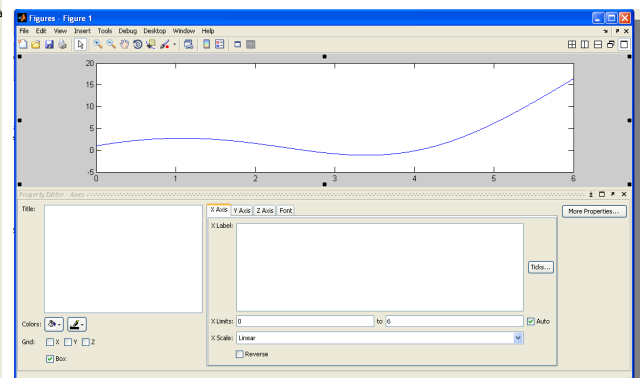 Figures - Figure 1
File Edit View Insert Tools Debug Desktop Window Help
20
15
10
5
0
-5
0 1 2 3 4 5 6
Property Editor - Axes
Title:
X Axis Y Axis Z Axis Font
More Properties...
X Label:
Ticks...
Colors:
X Limits: 0 to 6 Auto
Grid: X Y Z
X Scale: Linear
Box
Reverse